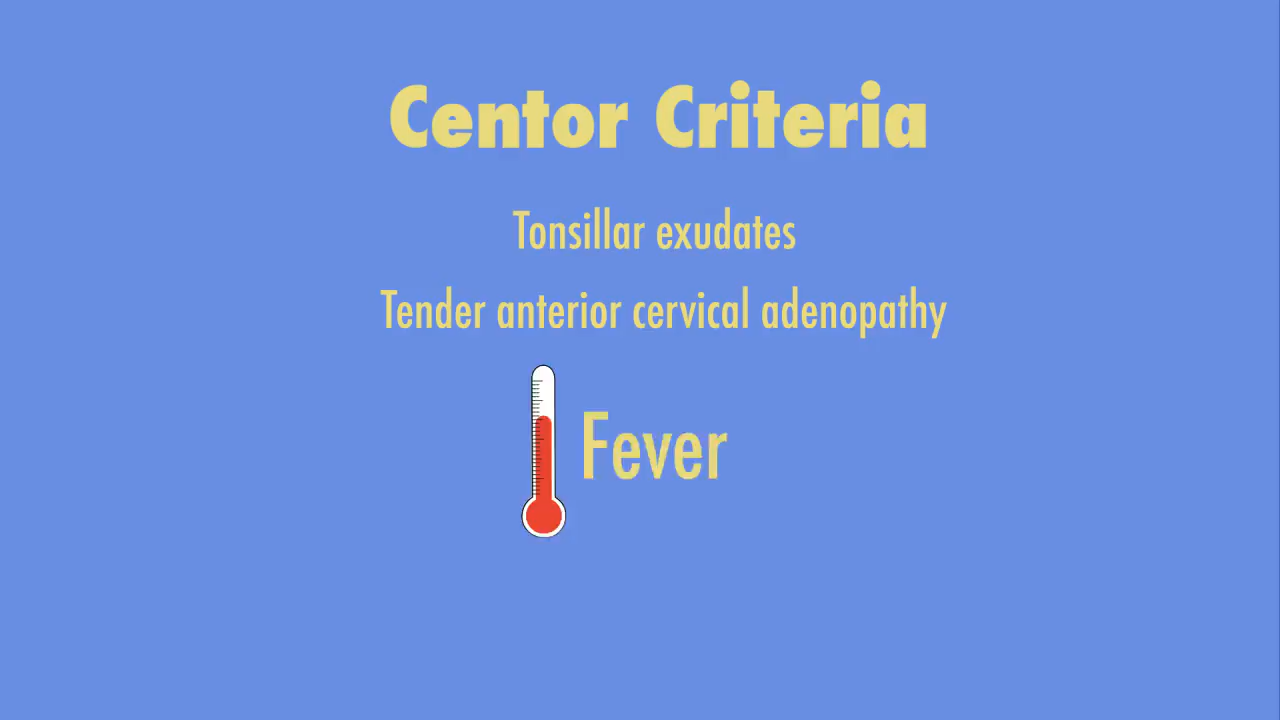 Centor Criteria
Tonsillar exudates
Tender anterior cervical adenopathy
Fever